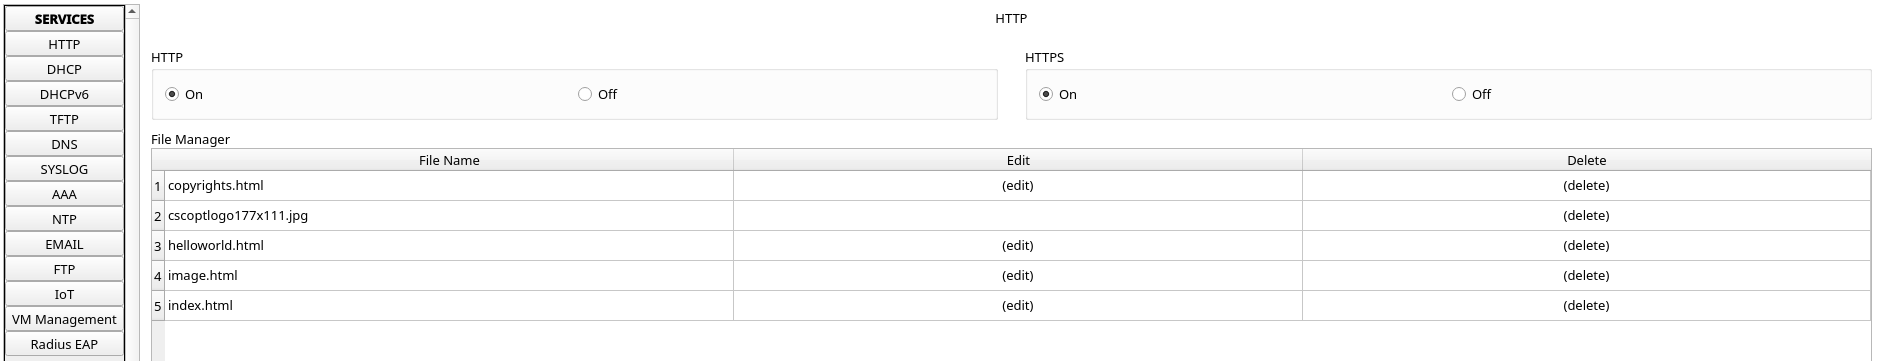 SERVICES
HTTP
DHCP
DHCPv6
TFTP
DNS
SYSLOG
AAA
NTP
EMAIL
FTP
IoT
VM Management
Radius EAP
HTTP
HTTP
On Off
HTTPS
On Off
File Manager
File Name Edit Delete
1 copyrights.html (edit) (delete)
2 cscoptlogo177x111.jpg (delete)
3 helloworld.html (edit) (delete)
4 image.html (edit) (delete)
5 index.html (edit) (delete)